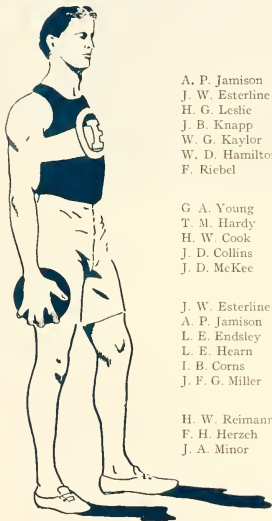 A. P. Jamison
J. W. Esterline
H. G. Leslie
J. B. Knapp
W. G. Kaylor
W. D. Hamilton
F. Riebel
G A. Young
T. M. Hardy
H. W. Cook
J. D. Collins
J. D. McKee
J. W. Esterline
A. P. Jamison
L. E. Endsley
L. E. Hearn
I. B. Corns
J. F. G. Miller
H. W. Reimann
F. H. Herzch
J. A. Minor